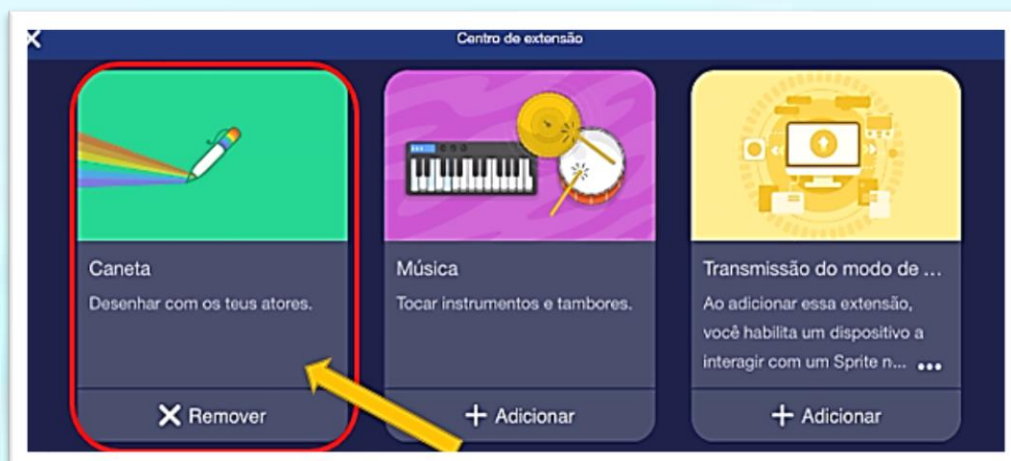 Centro de extensão
Caneta
Desenhar com os teus atores.
Remover
Música
Tocar instrumentos e tambores.
Adicionar
Transmissão do modo de ...
Ao adicionar essa extensão,
você habilita um dispositivo a
interagir com um Sprite n...
Adicionar